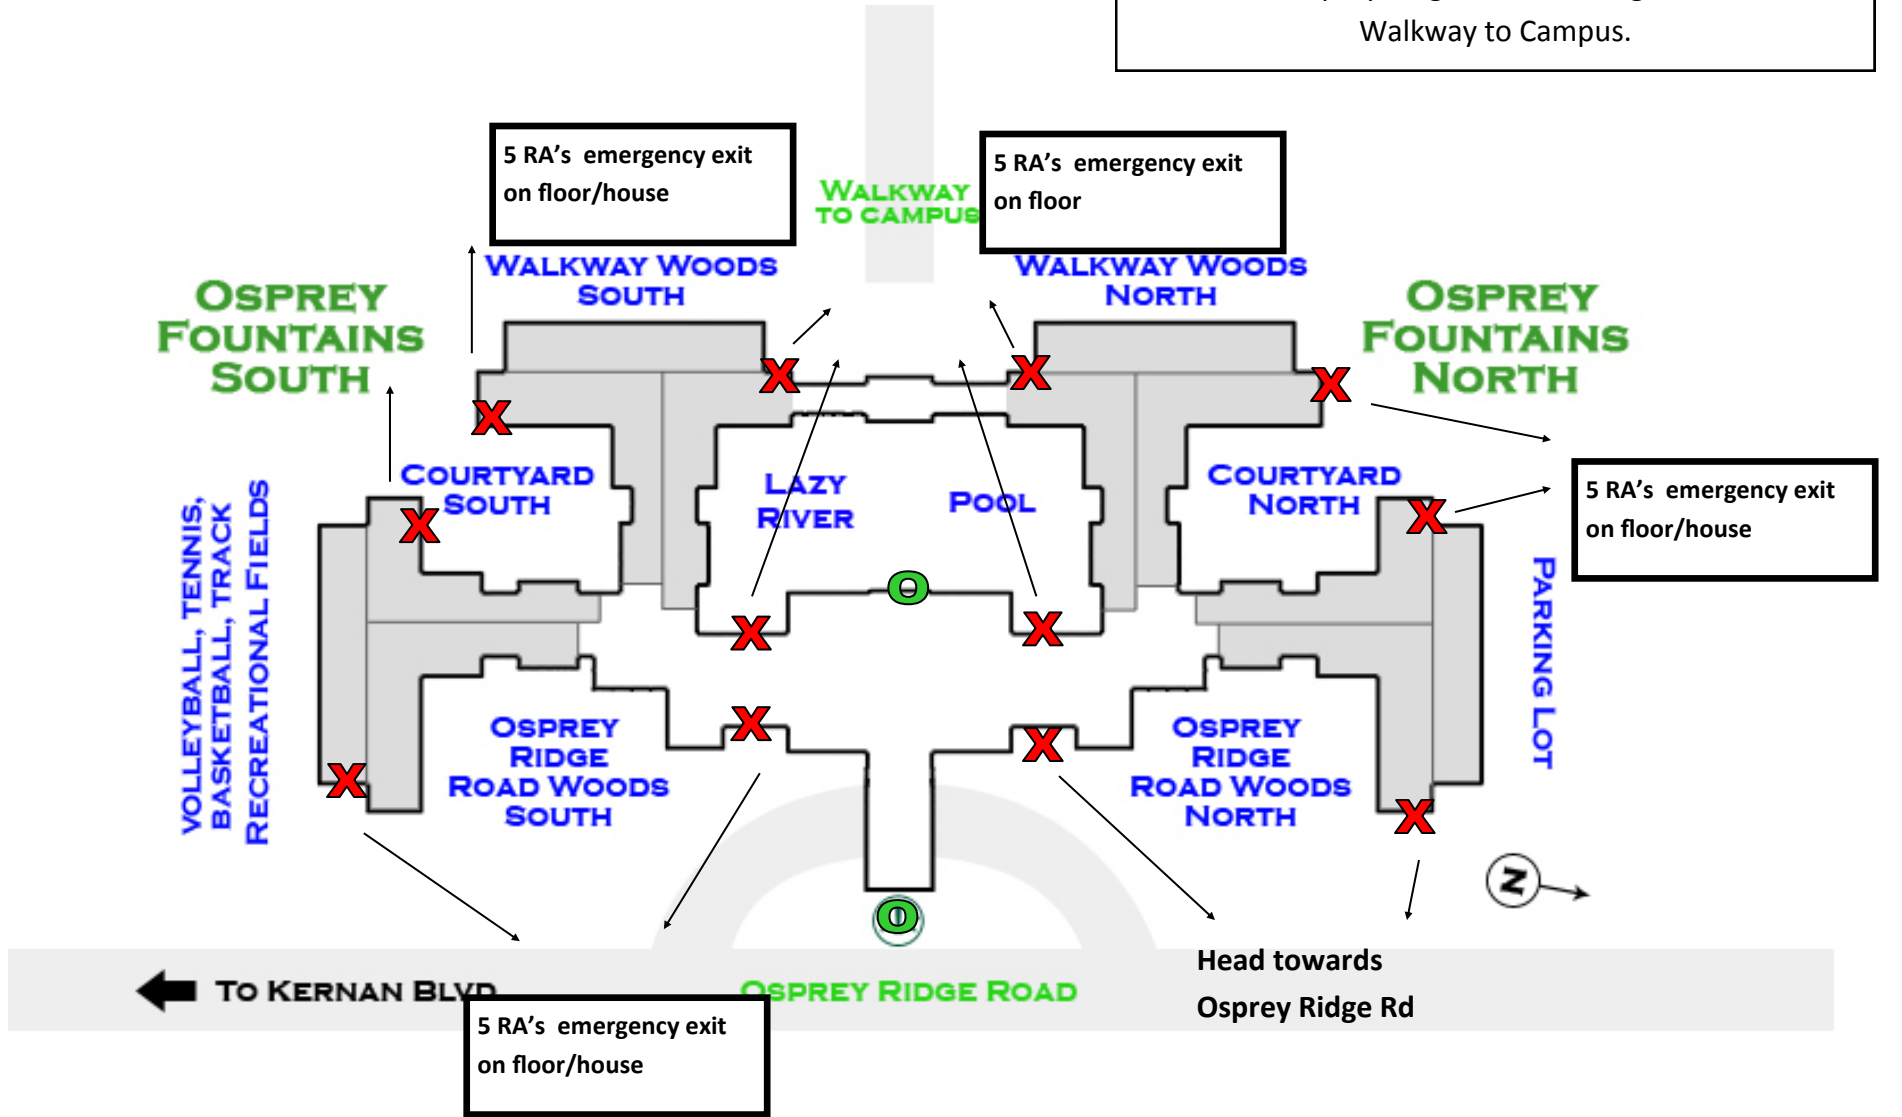 Walkway to Campus.
5 RA's  emergency exit
on floor/house
5 RA's  emergency exit
on floor
WALKWAY
TO CAMPUS
WALKWAY WOODS
SOUTH
WALKWAY WOODS
NORTH
OSPREY
FOUNTAINS
SOUTH
OSPREY
FOUNTAINS
NORTH
X
X
X
X
COURTYARD
SOUTH
LAZY
RIVER
POOL
COURTYARD
NORTH
5 RA's  emergency exit
on floor/house
X
X
VOLLEYBALL, TENNIS,
BASKETBALL, TRACK
RECREATIONAL FIELDS
PARKING LOT
O
X
X
X
X
OSPREY
RIDGE
ROAD WOODS
SOUTH
OSPREY
RIDGE
ROAD WOODS
NORTH
X
X
N
O
Head towards
Osprey Ridge Rd
TO KERNAN BLVD
OSPREY RIDGE ROAD
5 RA's  emergency exit
on floor/house